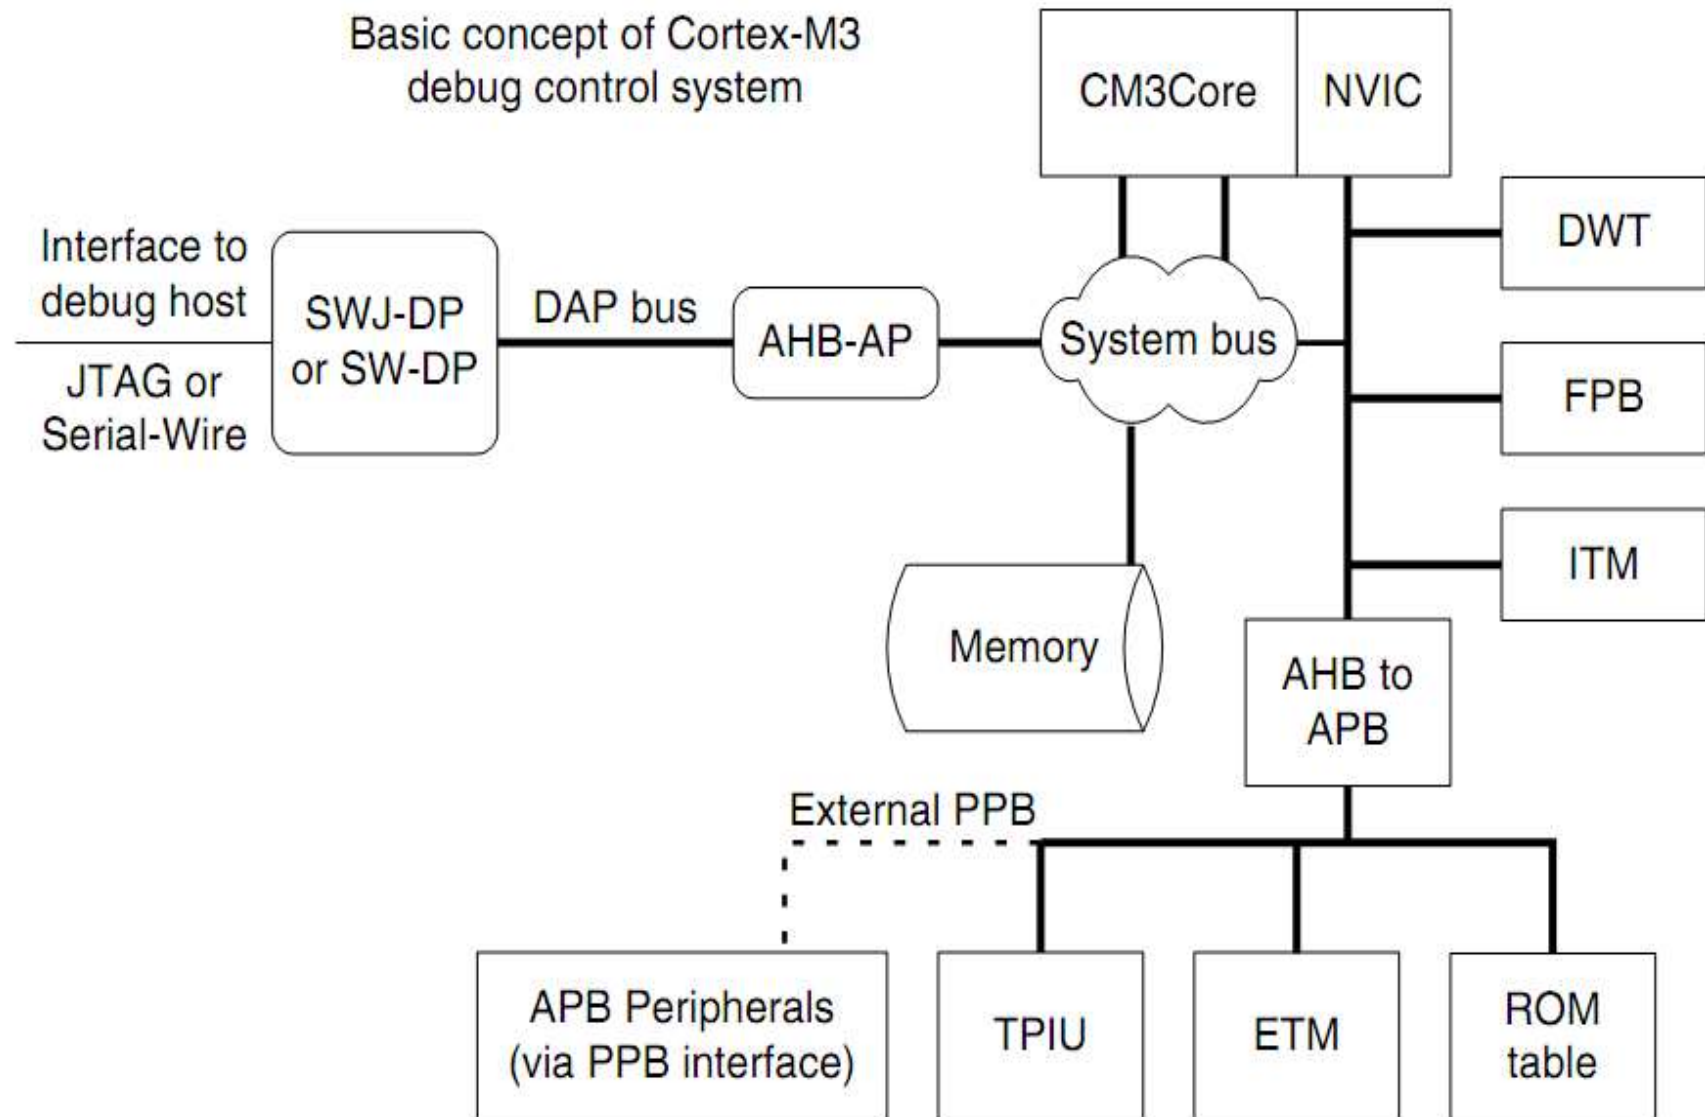 Basic concept of Cortex-M3
debug control system
CM3Core
NVIC
DWT
Interface to
debug host
JTAG or
Serial-Wire
SWJ-DP
or SW-DP
DAP bus
AHB-AP
System bus
FPB
ITM
Memory
AHB to
APB
External PPB
APB Peripherals
(via PPB interface)
TPIU
ETM
ROM
table